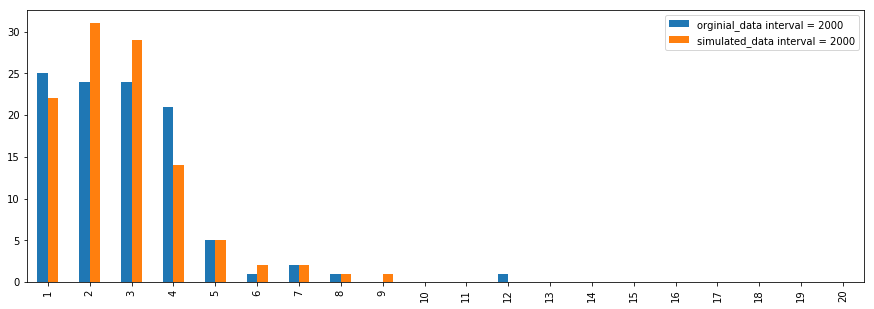 orginial_data interval = 2000
simulated_data interval = 2000
30
25
20
15
10
5
0
1 2 3 4 5 6 7 8 9 10 11 12 13 14 15 16 17 18 19 20